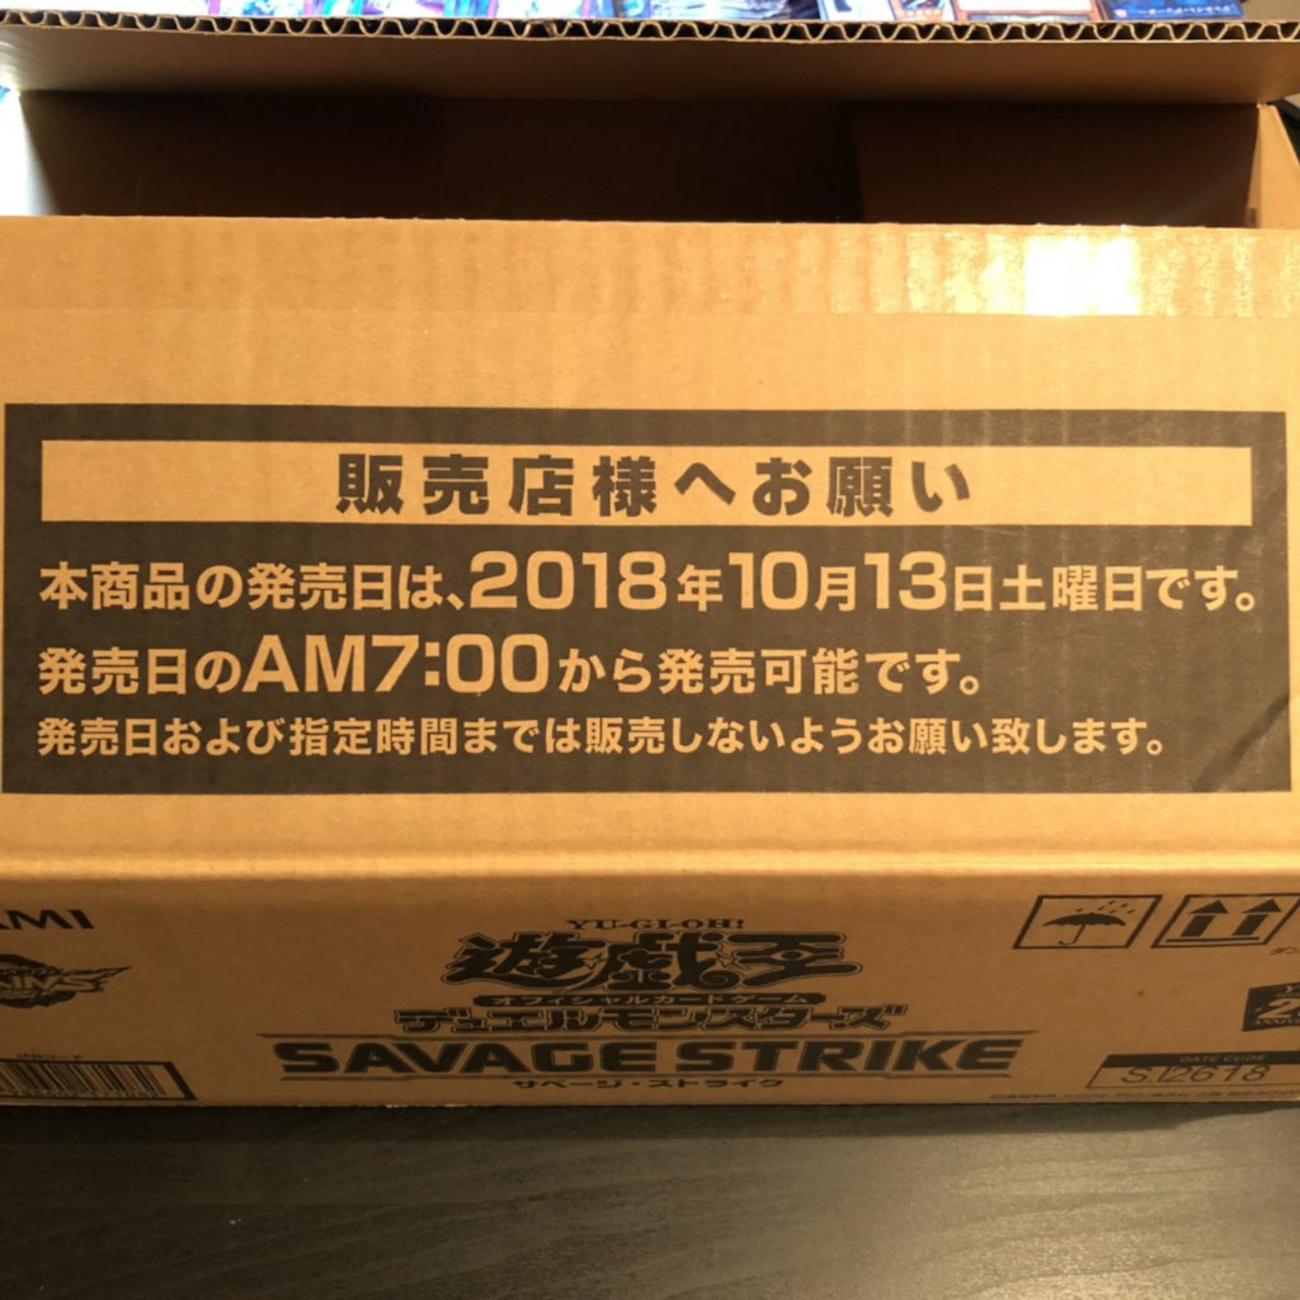 販売店様へお願い
本商品の発売日は、2018年10月13日土曜日です。
発売日のAM7:00から発売可能です。
発売日および指定時間までは販売しないようお願い致します。
AMI
YU-GI-OH!
遊戯王
オフィシャルカードゲーム
デュエルモンスターズ
SAVAGE STRIKE
サベージ・ストライク
DATE CODE